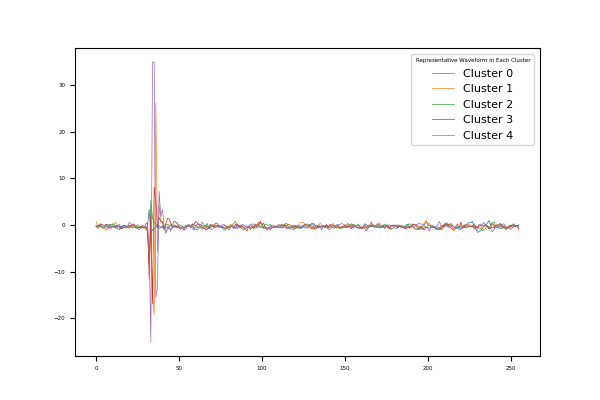 Representative Waveform in Each Cluster
Cluster 0
Cluster 1
Cluster 2
Cluster 3
Cluster 4
30
20
10
0
−10
−20
0 50 100 150 200 250